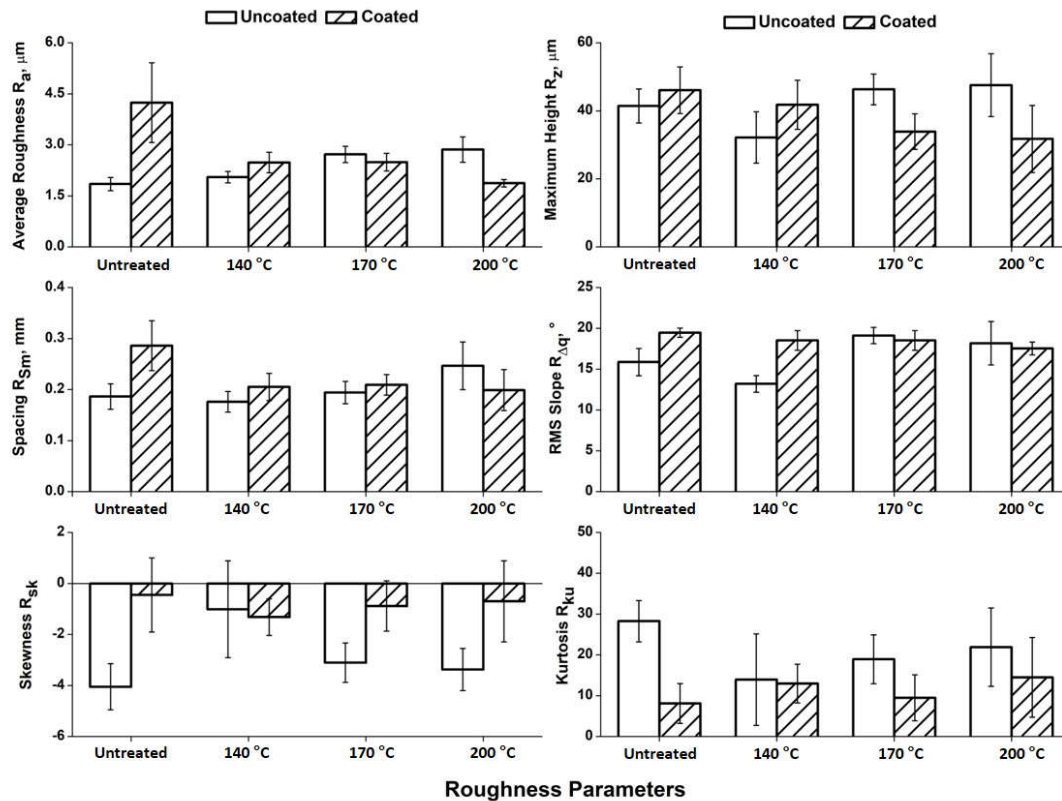 Uncoated Coated
Uncoated Coated
Average Roughness Ra, µm
6.0
4.5
3.0
1.5
0.0
Untreated 140 °C 170 °C 200 °C
Maximum Height Rz, µm
60
40
20
0
Untreated 140 °C 170 °C 200 °C
Spacing RSm, mm
0.4
0.3
0.2
0.1
0.0
Untreated 140 °C 170 °C 200 °C
RMS Slope RΔq, °
25
20
15
10
5
0
Untreated 140 °C 170 °C 200 °C
Skewness Rsk
2
0
-2
-4
-6
Untreated 140 °C 170 °C 200 °C
Kurtosis Rku
50
40
30
20
10
0
Untreated 140 °C 170 °C 200 °C
Roughness Parameters